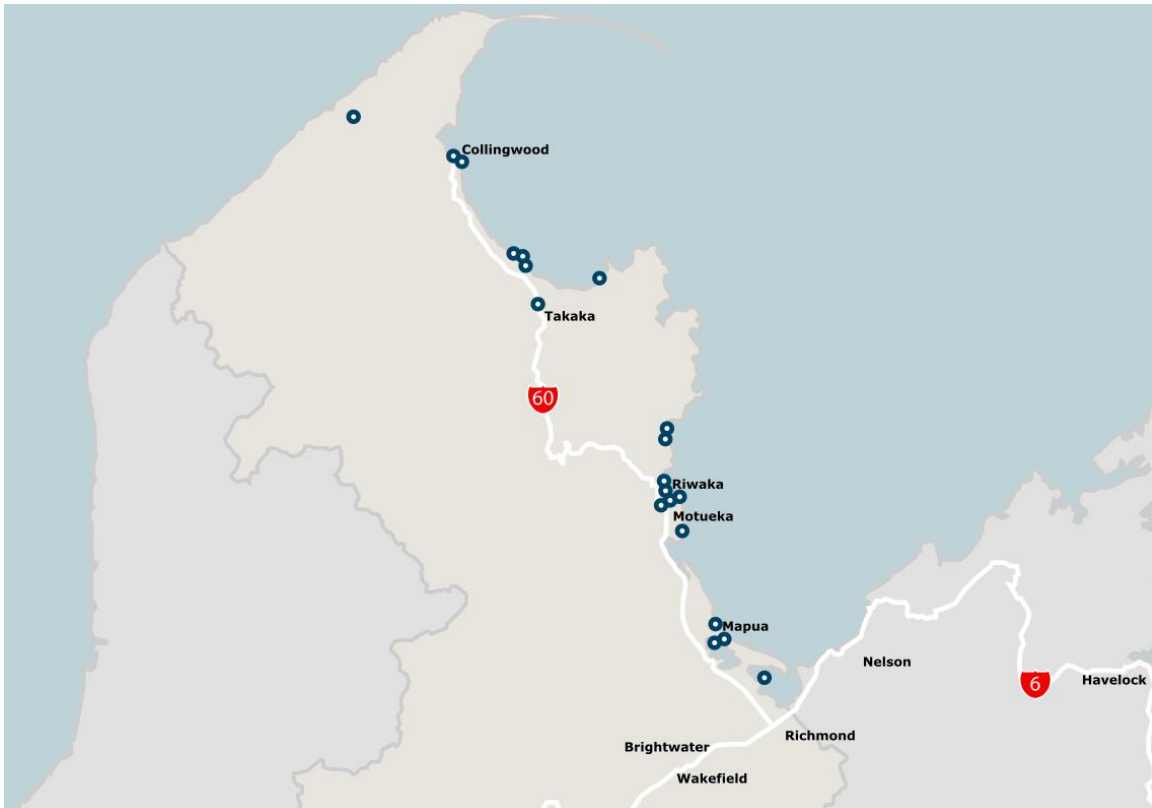 Collingwood
Takaka
60
Riwaka
Motueka
Mapua
Nelson
6
Havelock
Richmond
Brightwater
Wakefield